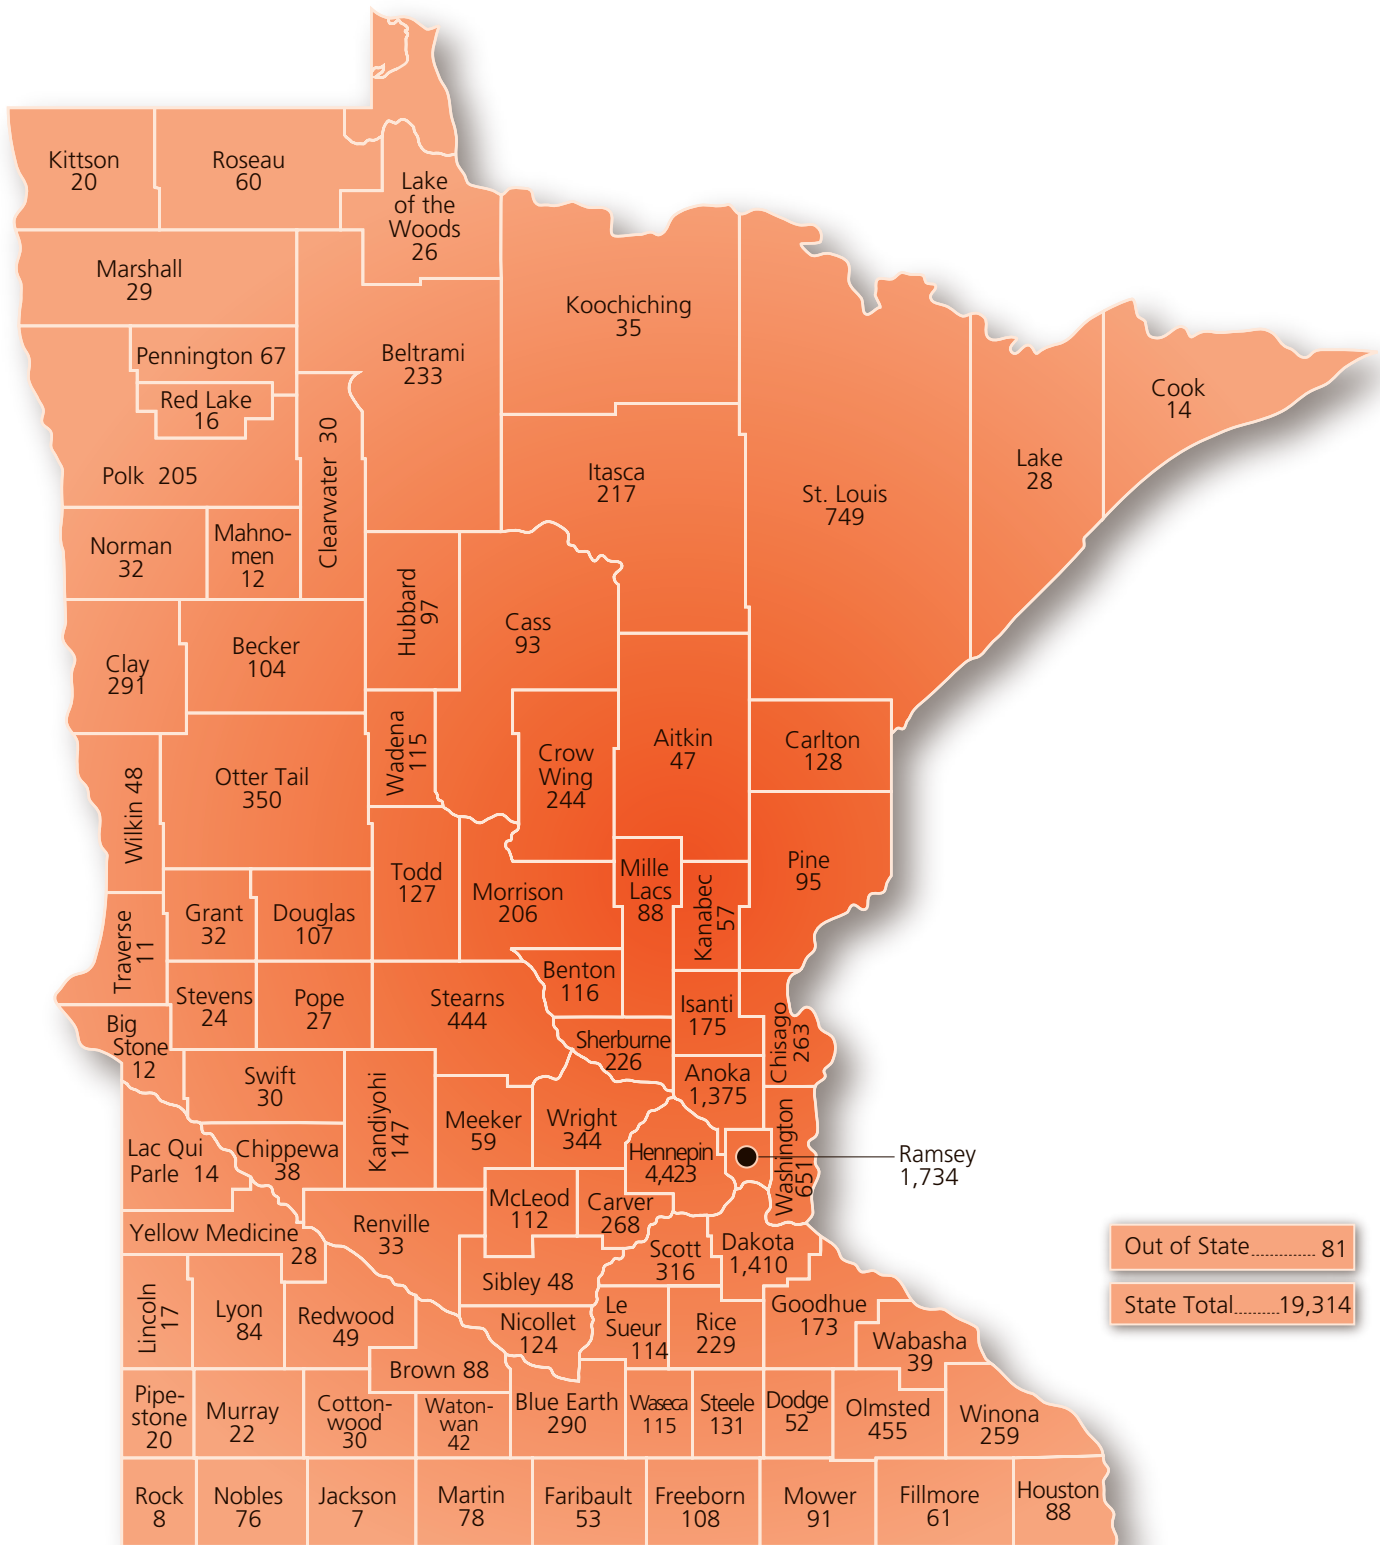 Kittson
20
Roseau
60
Lake
of the
Woods
26
Marshall
29
Koochiching
35
Pennington 67
Beltrami
233
Red Lake
16
Cook
14
Clearwater 30
Polk 205
Itasca
217
St. Louis
749
Lake
28
Norman
32
Mahno-
men
12
Hubbard
97
Cass
93
Clay
291
Becker
104
Wadena
115
Aitkin
47
Carlton
128
Crow
Wing
244
Wilkin 48
Otter Tail
350
Todd
127
Morrison
206
Mille
Lacs
88
Kanabec
57
Pine
95
Traverse
11
Grant
32
Douglas
107
Benton
116
Stevens
24
Pope
27
Stearns
444
Isanti
175
Chisago
263
Big
Stone
12
Sherburne
226
Swift
30
Kandiyohi
147
Anoka
1,375
Meeker
59
Wright
344
Washington
651
Lac Qui
Parle 14
Chippewa
38
Hennepin
4,423
Ramsey
1,734
McLeod
112
Carver
268
Renville
33
Yellow Medicine
28
Scott
316
Dakota
1,410
Out of State.............. 81
Sibley 48
State Total..........19,314
Lincoln
17
Lyon
84
Redwood
49
Nicollet
124
Le
Sueur
114
Rice
229
Goodhue
173
Wabasha
39
Brown 88
Pipe-
stone
20
Murray
22
Cotton-
wood
30
Waton-
wan
42
Blue Earth
290
Waseca
115
Steele
131
Dodge
52
Olmsted
455
Winona
259
Rock
8
Nobles
76
Jackson
7
Martin
78
Faribault
53
Freeborn
108
Mower
91
Fillmore
61
Houston
88